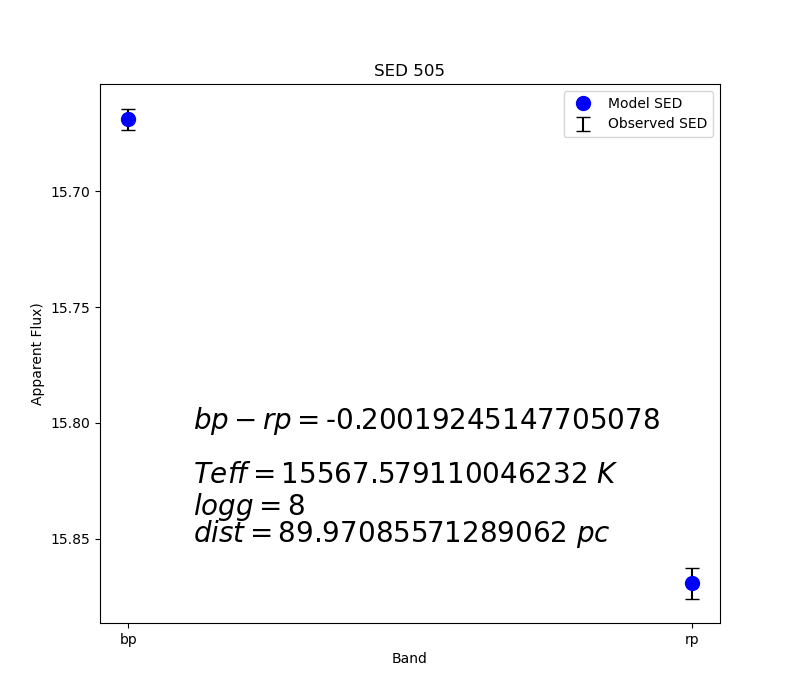 SED 505
Model SED
Observed SED
15.70
15.75
15.80
15.85
Apparent Flux)
bp − rp = -0.20019245147705078
Teff = 15567.579110046232 K
logg = 8
dist = 89.97085571289062 pc
bp
rp
Band